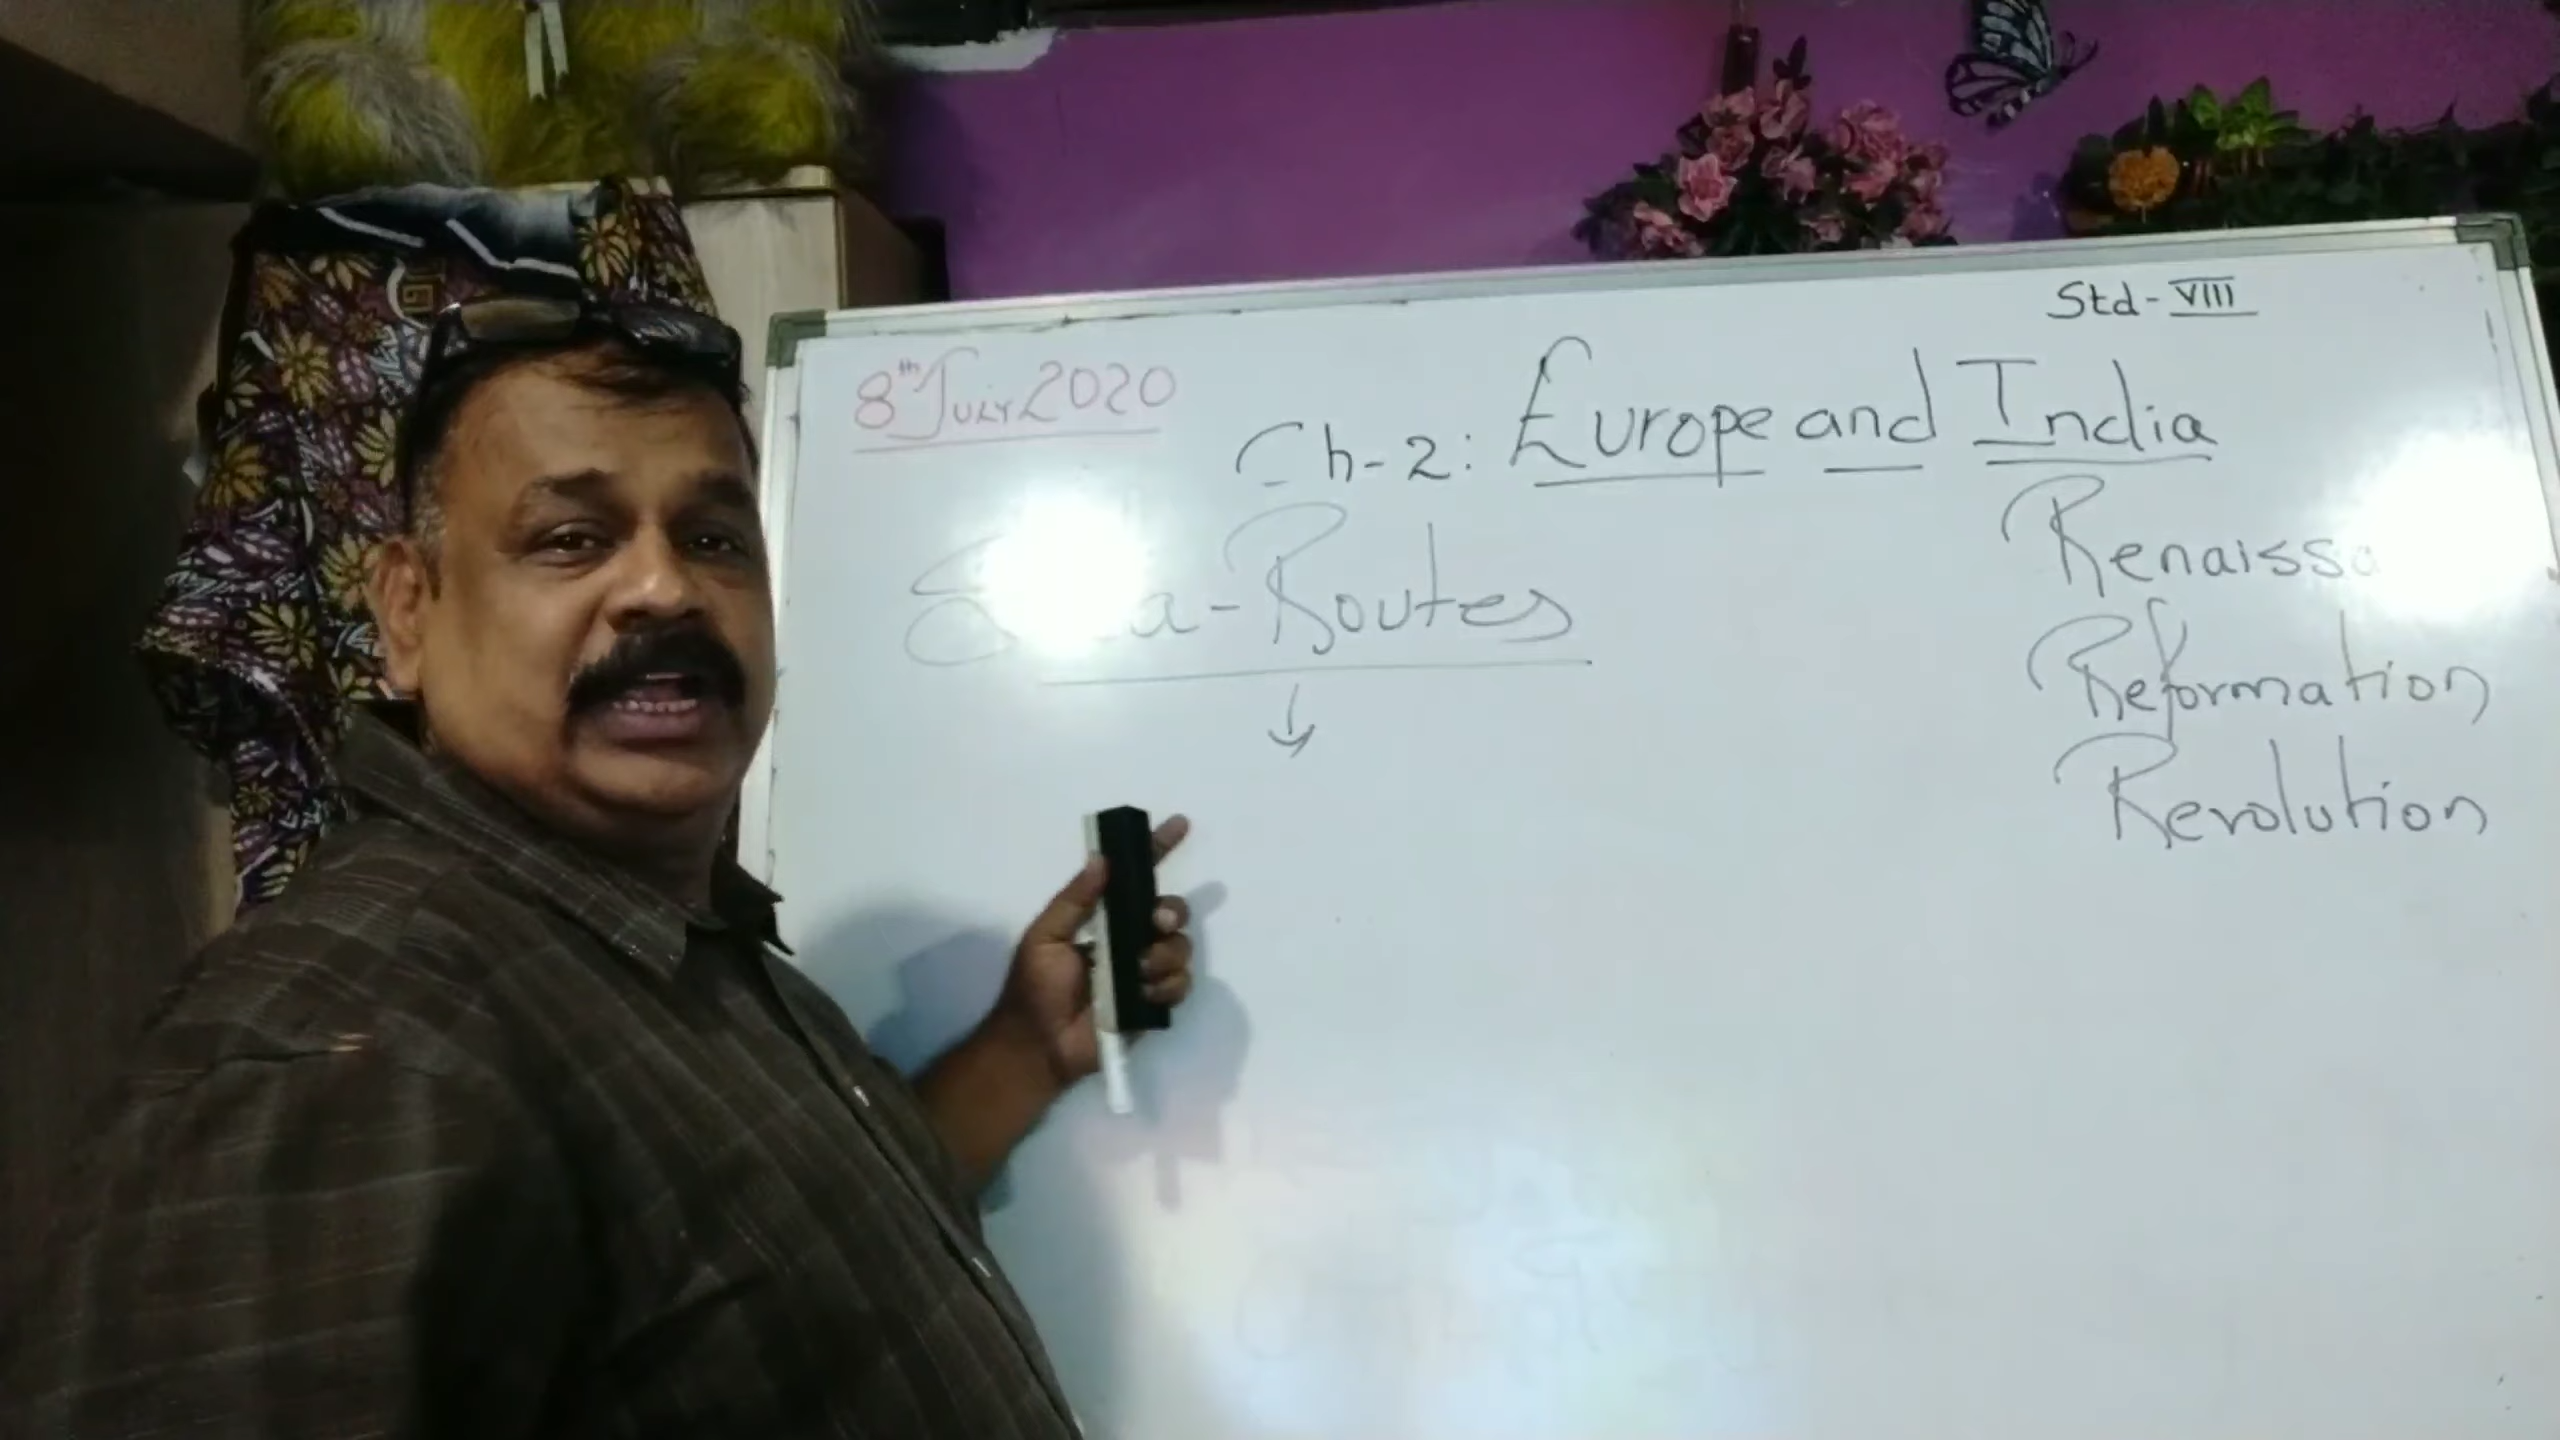 Std-VIII
8th July 2020
Ch-2: Europe and India
Sea-Routes
Renaissa
Reformation
Revolution